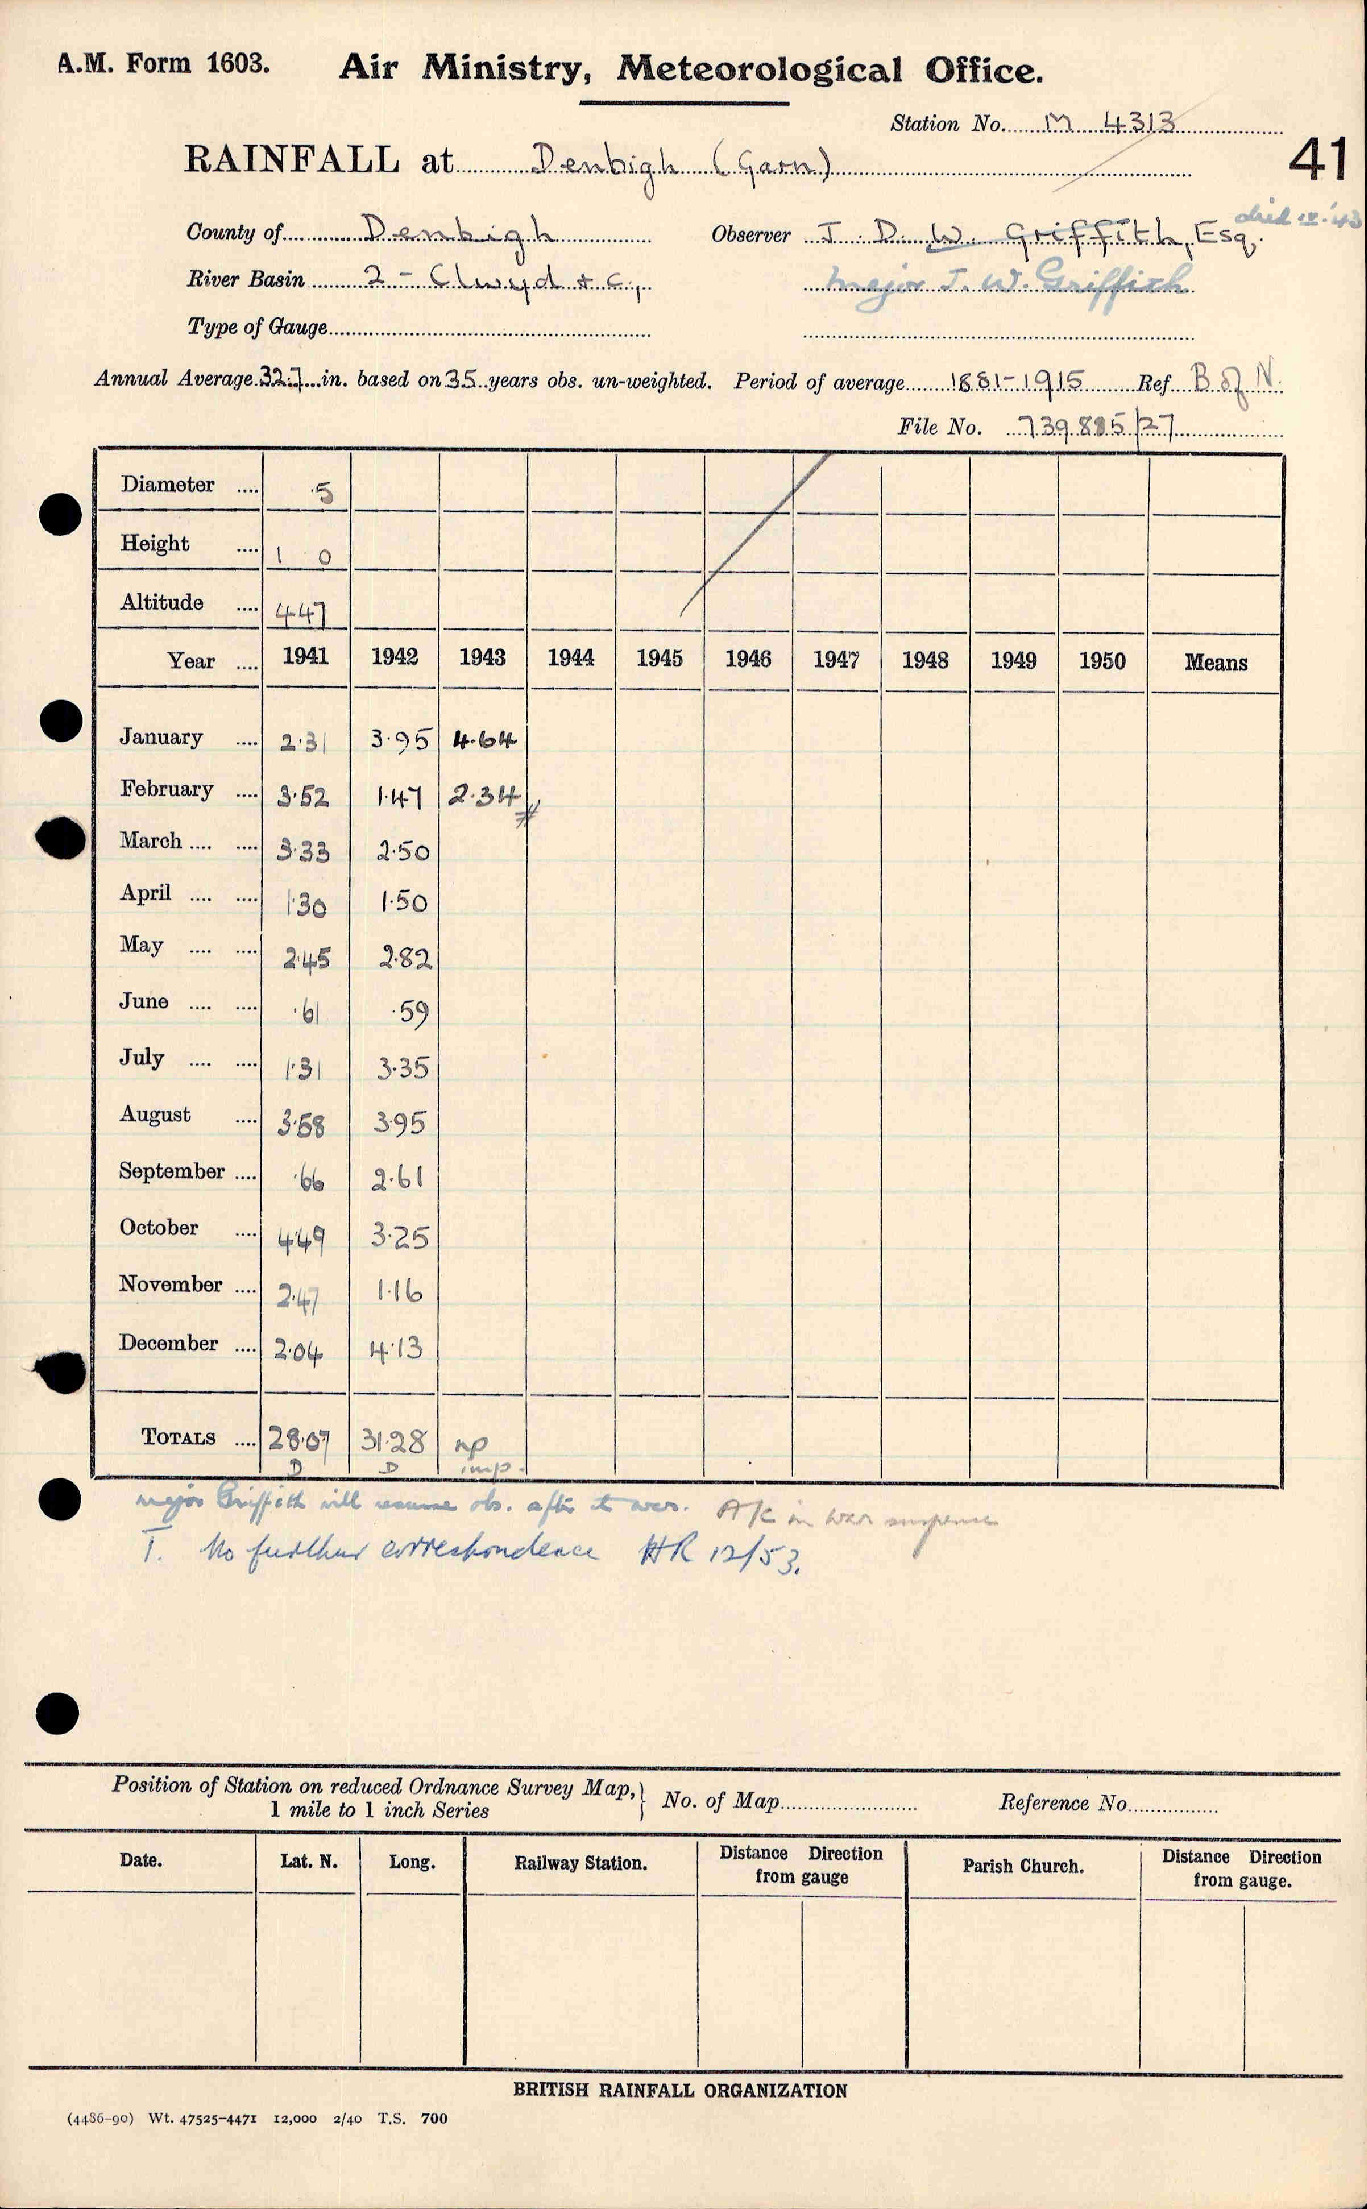 A.M. Form 1603. Air Ministry, Meteorological Office.
Station No. M 4313
RAINFALL at Denbigh (Garn) 41
died IV. '43
County of Denbigh Observer J. D. W. Griffith, Esq.
River Basin 2 - Clwyd &c., Major J. W. Griffith
Type of Gauge
Annual Average 32.7 in. based on 35 years obs. un-weighted. Period of average 1881-1915 Ref B of N.
File No. 739885/27
Diameter .... 5
Height .... 1 0
Altitude .... 447
Year .... 1941 1942 1943 1944 1945 1946 1947 1948 1949 1950 Means
January .... 2.31 3.95 4.64
February .... 3.52 1.47 2.34 #
March .... .... 3.33 2.50
April .... .... 1.30 1.50
May .... .... 2.45 2.82
June .... .... .61 .59
July .... .... 1.31 3.35
August .... 3.58 3.95
September .... .66 2.61
October .... 4.49 3.25
November .... 2.47 1.16
December .... 2.04 4.13
TOTALS .... 28.07 31.28 np
D D imp.
Major Griffith will resume obs. after the war. A/c in war suspense
T. No further correspondence HR 12/53.
Position of Station on reduced Ordnance Survey Map, 1 mile to 1 inch Series } No. of Map Reference No.
Date. Lat. N. Long. Railway Station. Distance Direction from gauge Parish Church. Distance Direction from gauge.
BRITISH RAINFALL ORGANIZATION
(4486-90) Wt. 47525-4471 12,000 2/40 T.S. 700